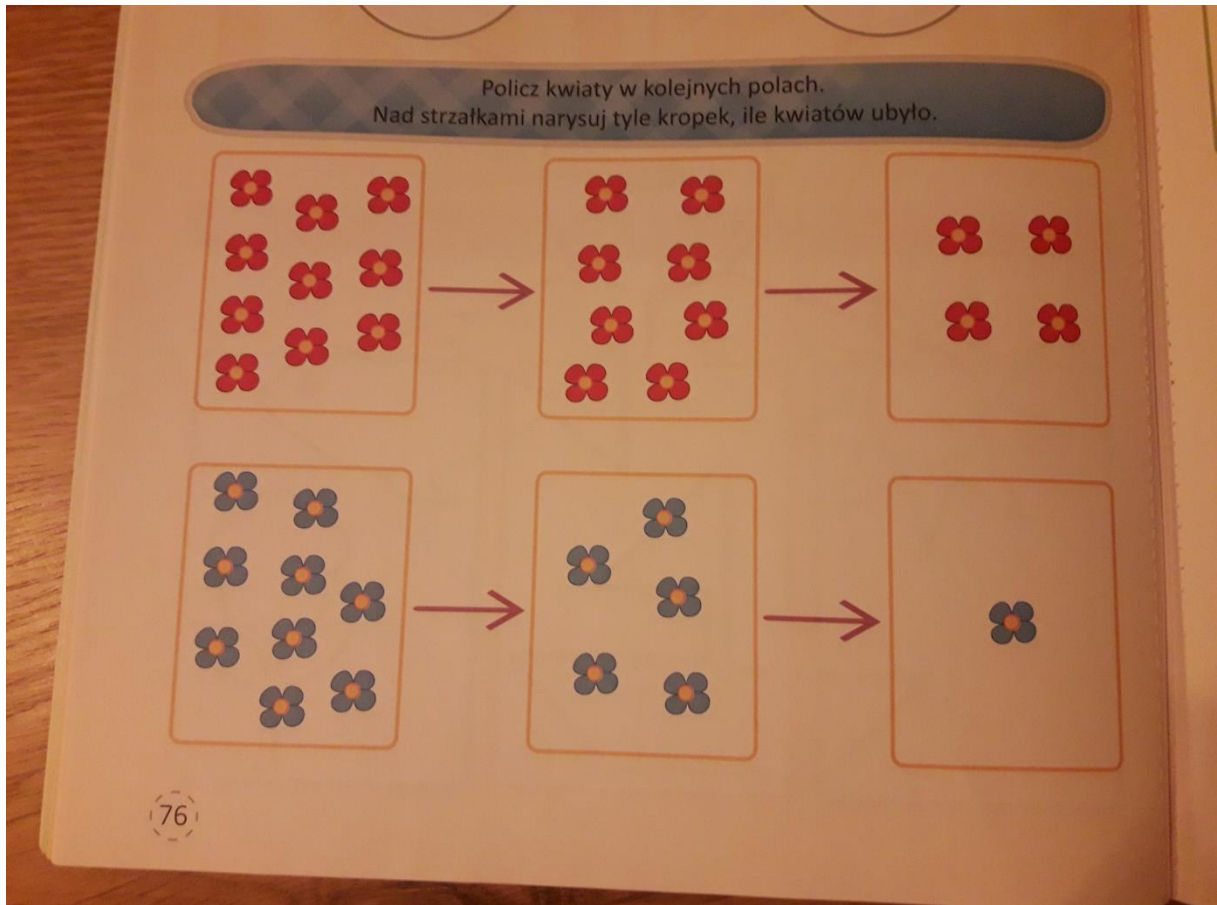 Policz kwiaty w kolejnych polach.
Nad strzałkami narysuj tyle kropek, ile kwiatów ubyło.
76